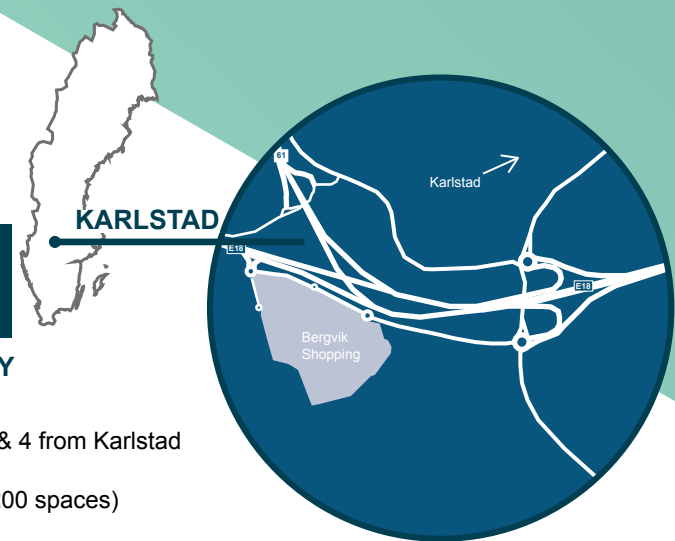 61
Karlstad
KARLSTAD
E18
E18
Bergvik
Shopping
Y
& 4 from Karlstad
00 spaces)